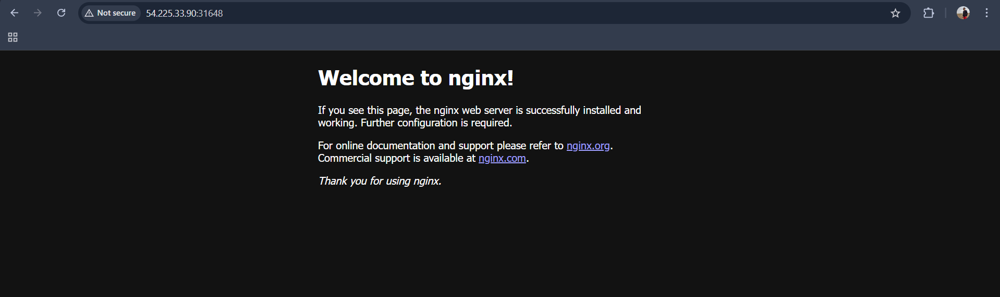 Not secure 54.225.33.90:31648
Welcome to nginx!
If you see this page, the nginx web server is successfully installed and
working. Further configuration is required.
For online documentation and support please refer to nginx.org.
Commercial support is available at nginx.com.
Thank you for using nginx.